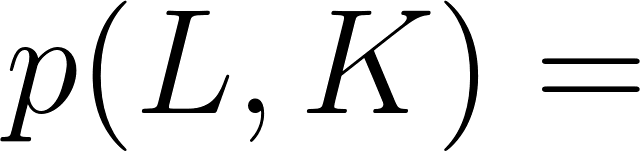 p(L, K) =